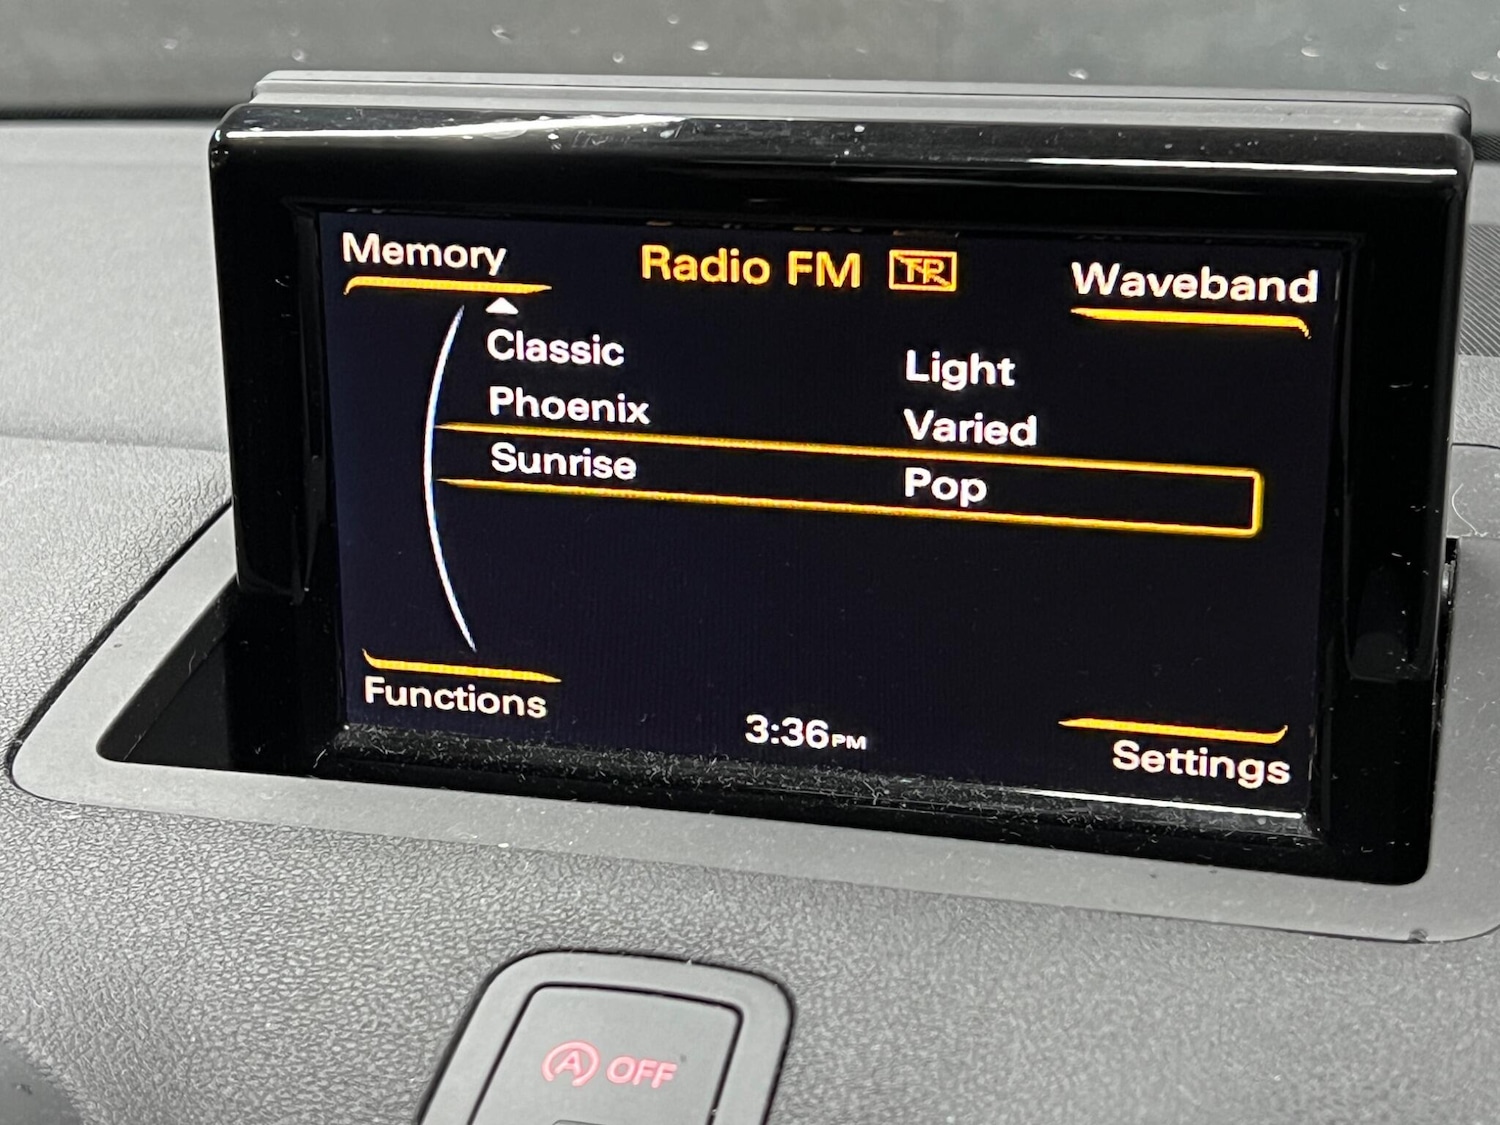 Memory Radio FM TP Waveband
Classic Light
Phoenix Varied
Sunrise Pop
Functions 3:36PM Settings
A OFF